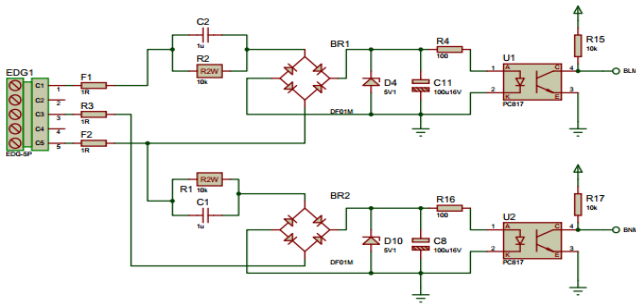 C2
1u
R2
R2W
10k
BR1
DF01M
R4
100
D4
5V1
C11
100u16V
U1
A
K
C
E
1
2
4
3
PC817
R15
10k
BLM
EDG1
C1
C2
C3
C4
C5
1
2
3
4
5
EDG-5P
F1
1R
R3
1R
F2
1R
R1
R2W
10k
C1
1u
BR2
DF01M
R16
100
D10
5V1
C8
100u16V
U2
A
K
C
E
1
2
4
3
PC817
R17
10k